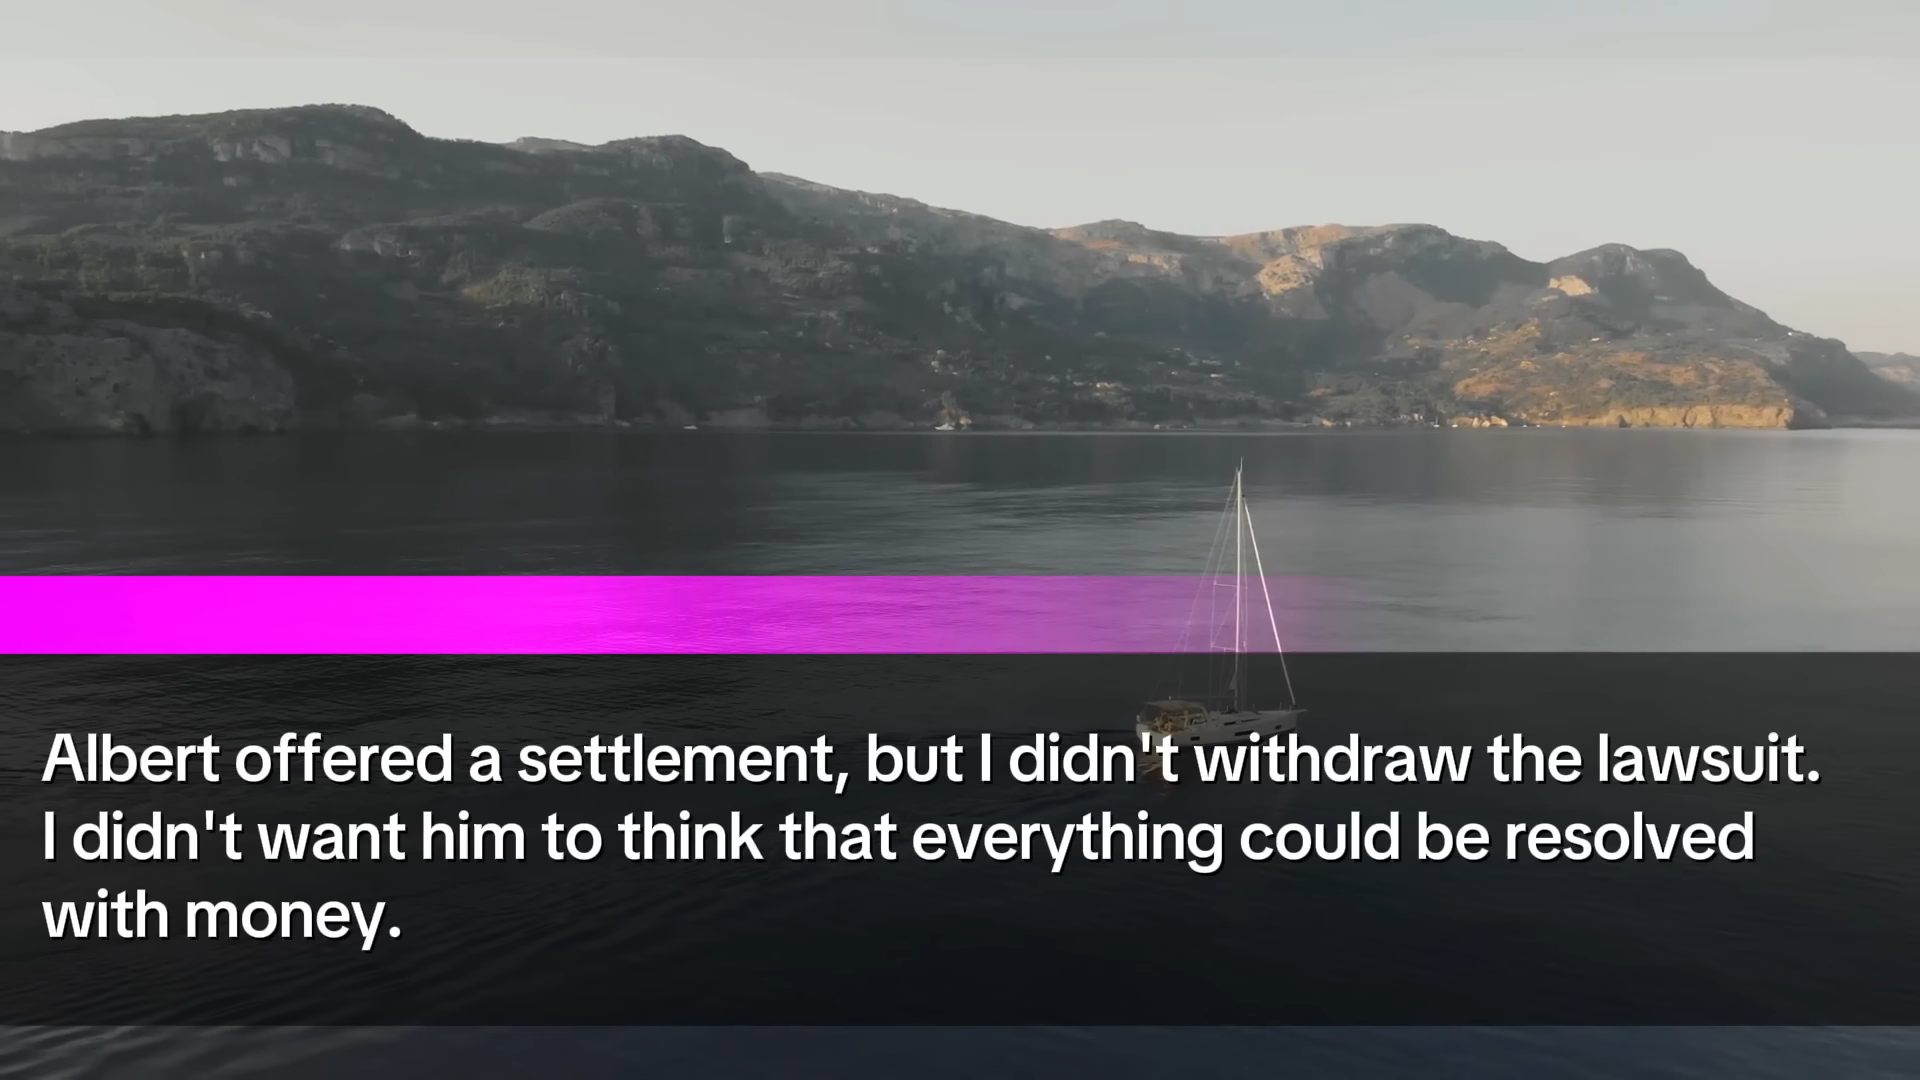 Albert offered a settlement, but I didn't withdraw the lawsuit.
I didn't want him to think that everything could be resolved
with money.